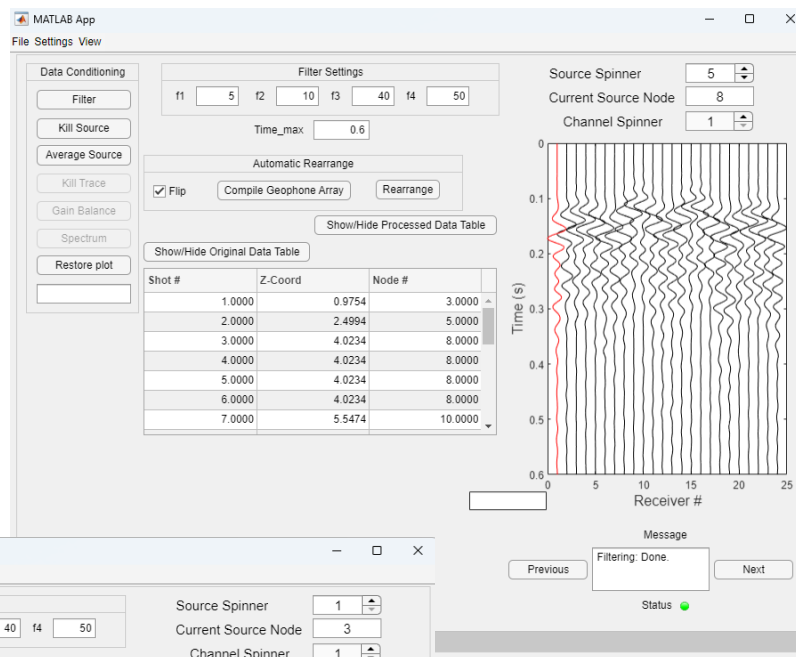 MATLAB App
File Settings View
Data Conditioning
Filter
Kill Source
Average Source
Kill Trace
Gain Balance
Spectrum
Restore plot
Filter Settings
f1 5 f2 10 f3 40 f4 50
Time_max 0.6
Automatic Rearrange
Flip Compile Geophone Array Rearrange
Show/Hide Processed Data Table
Show/Hide Original Data Table
Shot # Z-Coord Node #
1.0000 0.9754 3.0000
2.0000 2.4994 5.0000
3.0000 4.0234 8.0000
4.0000 4.0234 8.0000
5.0000 4.0234 8.0000
6.0000 4.0234 8.0000
7.0000 5.5474 10.0000
Source Spinner 5
Current Source Node 8
Channel Spinner 1
0
0.1
0.2
0.3
0.4
0.5
0.6
Time (s)
0 5 10 15 20 25
Receiver #
Message
Previous Filtering: Done. Next
Status
Source Spinner 1
40 f4 50 Current Source Node 3
Channel Spinner 1